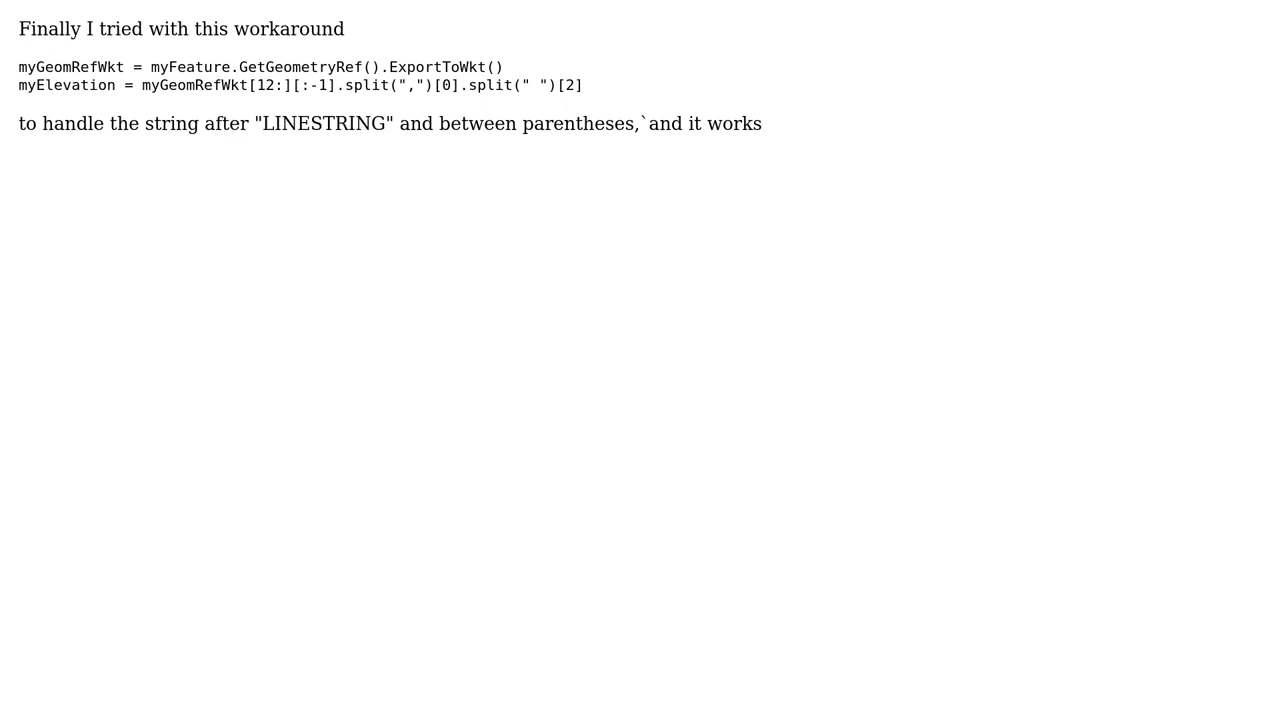 Finally I tried with this workaround
myGeomRefWkt = myFeature.GetGeometryRef().ExportToWkt()
myElevation = myGeomRefWkt[12:][:-1].split(",")[0].split(" ")[2]
to handle the string after "LINESTRING" and between parentheses,`and it works